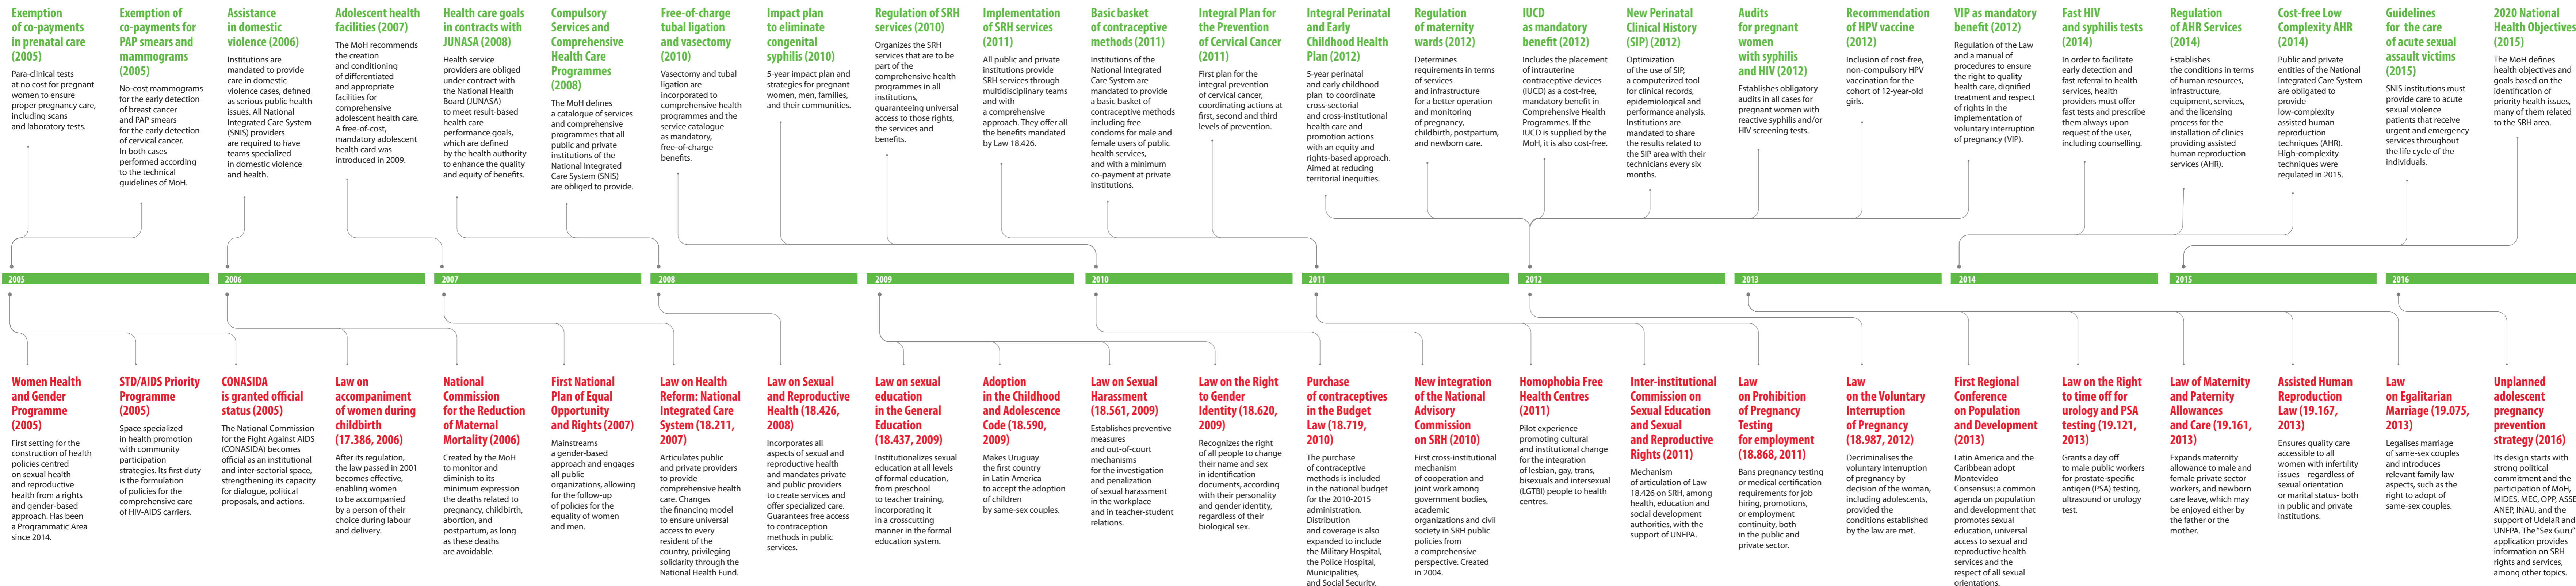 Exemption
of co-payments
in prenatal care
(2005)
Para-clinical tests
at no cost for pregnant
women to ensure
proper pregnancy care,
including scans
and laboratory tests.
Exemption of
co-payments for
PAP smears and
mammograms
(2005)
No-cost mammograms
for the early detection
of breast cancer
and PAP smears
for the early detection
of cervical cancer.
In both cases
performed according
to the technical
guidelines of MoH.
Assistance
in domestic
violence (2006)
Institutions are
mandated to provide
care in domestic
violence cases, defined
as serious public health
issues. All National
Integrated Care System
(SNIS) providers
are required to have
teams specialized
in domestic violence
and health.
Adolescent health
facilities (2007)
The MoH recommends
the creation
and conditioning
of differentiated
and appropriate
facilities for
comprehensive
adolescent health care.
A free-of-cost,
mandatory adolescent
health card was
introduced in 2009.
Health care goals
in contracts with
JUNASA (2008)
Health service
providers are obliged
under contract with
the National Health
Board (JUNASA)
to meet result-based
health care
performance goals,
which are defined
by the health authority
to enhance the quality
and equity of benefits.
Compulsory
Services and
Comprehensive
Health Care
Programmes
(2008)
The MoH defines
a catalogue of services
and comprehensive
programmes that all
public and private
institutions of the
National Integrated
Care System (SNIS)
are obliged to provide.
Free-of-charge
tubal ligation
and vasectomy
(2010)
Vasectomy and tubal
ligation are
incorporated to
comprehensive health
programmes and the
service catalogue
as mandatory,
free-of-charge
benefits.
Impact plan
to eliminate
congenital
syphilis (2010)
5-year impact plan and
strategies for pregnant
women, men, families,
and their communities.
Regulation of SRH
services (2010)
Organizes the SRH
services that are to be
part of the
comprehensive health
programmes in all
institutions,
guaranteeing universal
access to those rights,
the services and
benefits.
Implementation
of SRH services
(2011)
All public and private
institutions provide
SRH services through
multidisciplinary teams
and with
a comprehensive
approach. They offer all
the benefits mandated
by Law 18.426.
Basic basket
of contraceptive
methods (2011)
Institutions of the
National Integrated
Care System are
mandated to provide
a basic basket of
contraceptive methods
including free
condoms for male and
female users of public
health services,
and with a minimum
co-payment at private
institutions.
Integral Plan for
the Prevention
of Cervical Cancer
(2011)
First plan for the
integral prevention
of cervical cancer,
coordinating actions at
first, second and third
levels of prevention.
Integral Perinatal
and Early
Childhood Health
Plan (2012)
5-year perinatal
and early childhood
plan to coordinate
cross-sectorial
and cross-institutional
health care and
promotion actions
with an equity and
rights-based approach.
Aimed at reducing
territorial inequities.
Regulation
of maternity
wards (2012)
Determines
requirements in terms
of services
and infrastructure
for a better operation
and monitoring
of pregnancy,
childbirth, postpartum,
and newborn care.
IUCD
as mandatory
benefit (2012)
Includes the placement
of intrauterine
contraceptive devices
(IUCD) as a cost-free,
mandatory benefit in
Comprehensive Health
Programmes. If the
IUCD is supplied by the
MoH, it is also cost-free.
New Perinatal
Clinical History
(SIP) (2012)
Optimization
of the use of SIP,
a computerized tool
for clinical records,
epidemiological and
performance analysis.
Institutions are
mandated to share
the results related to
the SIP area with their
technicians every six
months.
Audits
for pregnant
women
with syphilis
and HIV (2012)
Establishes obligatory
audits in all cases for
pregnant women with
reactive syphilis and/or
HIV screening tests.
Recommendation
of HPV vaccine
(2012)
Inclusion of cost-free,
non-compulsory HPV
vaccination for the
cohort of 12-year-old
girls.
VIP as mandatory
benefit (2012)
Regulation of the Law
and a manual
of procedures to ensure
the right to quality
health care, dignified
treatment and respect
of rights in the
implementation of
voluntary interruption
of pregnancy (VIP).
Fast HIV
and syphilis tests
(2014)
In order to facilitate
early detection and
fast referral to health
services, health
providers must offer
fast tests and prescribe
them always upon
request of the user,
including counselling.
Regulation
of AHR Services
(2014)
Establishes
the conditions in terms
of human resources,
infrastructure,
equipment, services,
and the licensing
process for the
installation of clinics
providing assisted
human reproduction
services (AHR).
Cost-free Low
Complexity AHR
(2014)
Public and private
entities of the National
Integrated Care System
are obligated to
provide
low-complexity
assisted human
reproduction
techniques (AHR).
High-complexity
techniques were
regulated in 2015.
Guidelines
for the care
of acute sexual
assault victims
(2015)
SNIS institutions must
provide care to acute
sexual violence
patients that receive
urgent and emergency
services throughout
the life cycle of the
individuals.
2020 National
Health Objectives
(2015)
The MoH defines
health objectives and
goals based on the
identification of
priority health issues,
many of them related
to the SRH area.
2005
2006
2007
2008
2009
2010
2011
2012
2013
2014
2015
2016
Women Health
and Gender
Programme
(2005)
First setting for the
construction of health
policies centred
on sexual health
and reproductive
health from a rights
and gender-based
approach. Has been
a Programmatic Area
since 2014.
STD/AIDS Priority
Programme
(2005)
Space specialized
in health promotion
with community
participation
strategies. Its first duty
is the formulation
of policies for the
comprehensive care
of HIV-AIDS carriers.
CONASIDA
is granted official
status (2005)
The National Commission
for the Fight Against AIDS
(CONASIDA) becomes
official as an institutional
and inter-sectorial space,
strengthening its capacity
for dialogue, political
proposals, and actions.
Law on
accompaniment
of women during
childbirth
(17.386, 2006)
After its regulation,
the law passed in 2001
becomes effective,
enabling women
to be accompanied
by a person of their
choice during labour
and delivery.
National
Commission
for the Reduction
of Maternal
Mortality (2006)
Created by the MoH
to monitor and
diminish to its
minimum expression
the deaths related to
pregnancy, childbirth,
abortion, and
postpartum, as long
as these deaths
are avoidable.
First National
Plan of Equal
Opportunity
and Rights (2007)
Mainstreams
a gender-based
approach and engages
all public
organizations, allowing
for the follow-up
of policies for the
equality of women
and men.
Law on Health
Reform: National
Integrated Care
System (18.211,
2007)
Articulates public
and private providers
to provide
comprehensive health
care. Changes
the financing model
to ensure universal
access to every
resident of the
country, privileging
solidarity through the
National Health Fund.
Law on Sexual
and Reproductive
Health (18.426,
2008)
Incorporates all
aspects of sexual and
reproductive health
and mandates private
and public providers
to create services and
offer specialized care.
Guarantees free access
to contraception
methods in public
services.
Law on sexual
education
in the General
Education
(18.437, 2009)
Institutionalizes sexual
education at all levels
of formal education,
from preschool
to teacher training,
incorporating it
in a crosscutting
manner in the formal
education system.
Adoption
in the Childhood
and Adolescence
Code (18.590,
2009)
Makes Uruguay
the first country
in Latin America
to accept the adoption
of children
by same-sex couples.
Law on Sexual
Harassment
(18.561, 2009)
Establishes preventive
measures
and out-of-court
mechanisms
for the investigation
and penalization
of sexual harassment
in the workplace
and in teacher-student
relations.
Law on the Right
to Gender
Identity (18.620,
2009)
Recognizes the right
of all people to change
their name and sex
in identification
documents, according
with their personality
and gender identity,
regardless of their
biological sex.
Purchase
of contraceptives
in the Budget
Law (18.719,
2010)
The purchase
of contraceptive
methods is included
in the national budget
for the 2010-2015
administration.
Distribution
and coverage is also
expanded to include
the Military Hospital,
the Police Hospital,
Municipalities,
and Social Security.
New integration
of the National
Advisory
Commission
on SRH (2010)
First cross-institutional
mechanism
of cooperation and
joint work among
government bodies,
academic
organizations and civil
society in SRH public
policies from
a comprehensive
perspective. Created
in 2004.
Homophobia Free
Health Centres
(2011)
Pilot experience
promoting cultural
and institutional change
for the integration
of lesbian, gay, trans,
bisexuals and intersexual
(LGTBI) people to health
centres.
Inter-institutional
Commission on
Sexual Education
and Sexual
and Reproductive
Rights (2011)
Mechanism
of articulation of Law
18.426 on SRH, among
health, education and
social development
authorities, with the
support of UNFPA.
Law
on Prohibition
of Pregnancy
Testing
for employment
(18.868, 2011)
Bans pregnancy testing
or medical certification
requirements for job
hiring, promotions,
or employment
continuity, both
in the public and
private sector.
Law
on the Voluntary
Interruption
of Pregnancy
(18.987, 2012)
Decriminalises the
voluntary interruption
of pregnancy by
decision of the woman,
including adolescents,
provided the
conditions established
by the law are met.
First Regional
Conference
on Population
and Development
(2013)
Latin America and the
Caribbean adopt
Montevideo
Consensus: a common
agenda on population
and development that
promotes sexual
education, universal
access to sexual and
reproductive health
services and the
respect of all sexual
orientations.
Law on the Right
to time off for
urology and PSA
testing (19.121,
2013)
Grants a day off
to male public workers
for prostate-specific
antigen (PSA) testing,
ultrasound or urology
test.
Law of Maternity
and Paternity
Allowances
and Care (19.161,
2013)
Expands maternity
allowance to male and
female private sector
workers, and newborn
care leave, which may
be enjoyed either by
the father or the
mother.
Assisted Human
Reproduction
Law (19.167,
2013)
Ensures quality care
accessible to all
women with infertility
issues – regardless of
sexual orientation
or marital status- both
in public and private
institutions.
Law
on Egalitarian
Marriage (19.075,
2013)
Legalises marriage
of same-sex couples
and introduces
relevant family law
aspects, such as the
right to adopt of
same-sex couples.
Unplanned
adolescent
pregnancy
prevention
strategy (2016)
Its design starts with
strong political
commitment and the
participation of MoH,
MIDES, MEC, OPP, ASSE
ANEP, INAU, and the
support of UdelaR and
UNFPA. The “Sex Guru”
application provides
information on SRH
rights and services,
among other topics.